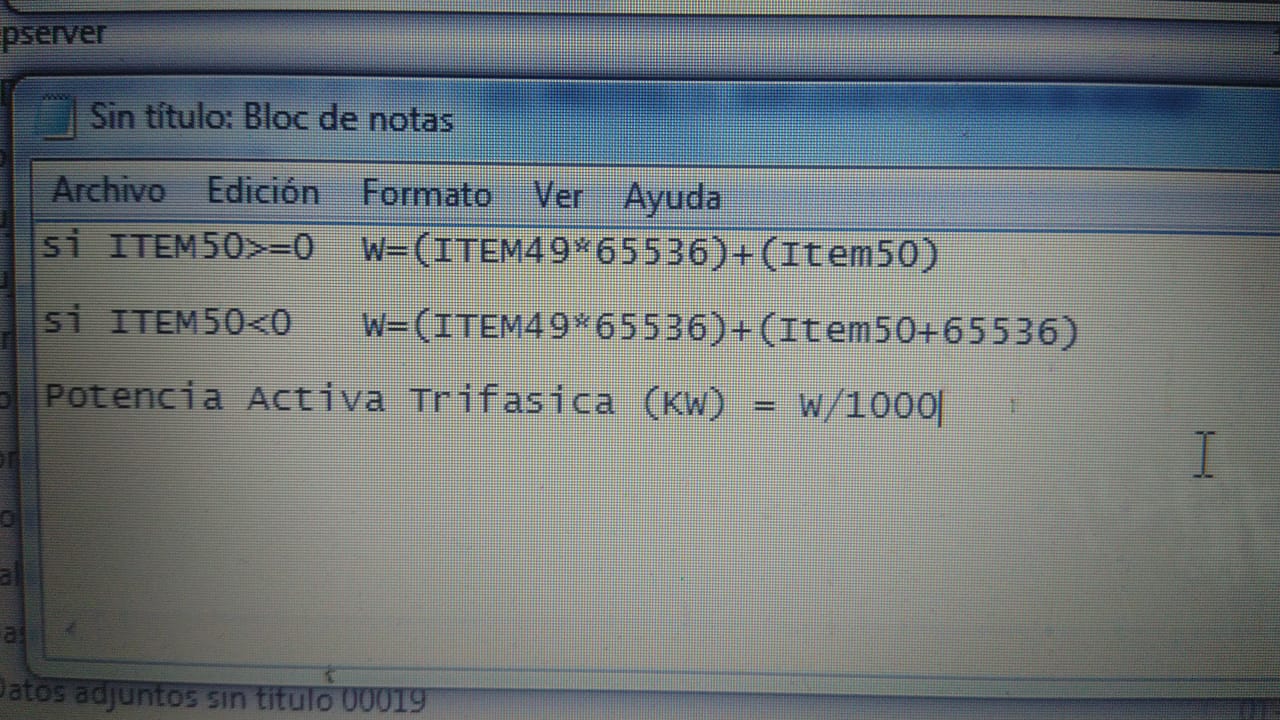 pserver
Sin título: Bloc de notas
Archivo Edición Formato Ver Ayuda
si ITEM50>=0 W=(ITEM49*65536)+(Item50)
si ITEM50<0 W=(ITEM49*65536)+(Item50+65536)
Potencia Activa Trifasica (KW) = W/1000
Datos adjuntos sin título 00019